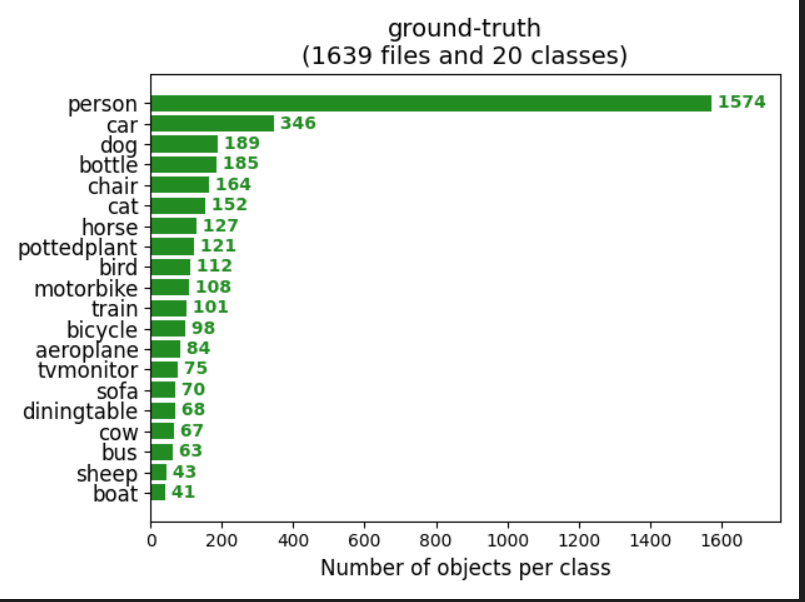 ground-truth
(1639 files and 20 classes)
person 1574
car 346
dog 189
bottle 185
chair 164
cat 152
horse 127
pottedplant 121
bird 112
motorbike 108
train 101
bicycle 98
aeroplane 84
tvmonitor 75
sofa 70
diningtable 68
cow 67
bus 63
sheep 43
boat 41
0 200 400 600 800 1000 1200 1400 1600
Number of objects per class